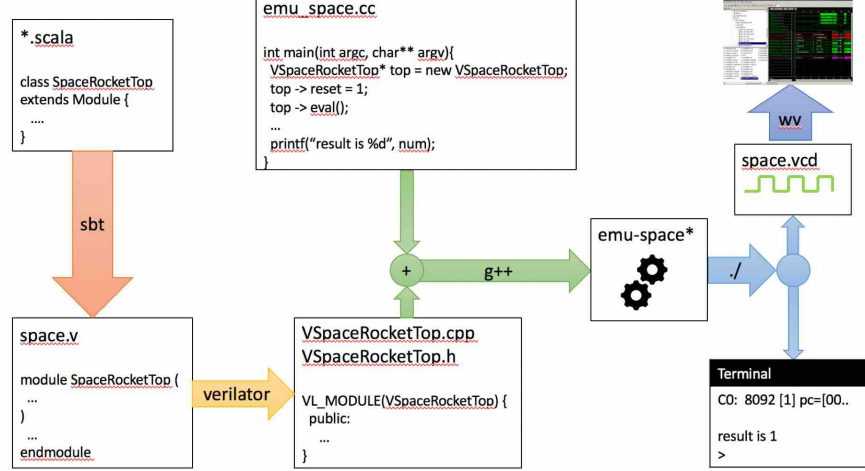 *.scala
class SpaceRocketTop
extends Module {
....
}
sbt
space.v
module SpaceRocketTop (
...
)
...
endmodule
verilator
emu_space.cc
int main(int argc, char** argv){
VSpaceRocketTop* top = new VSpaceRocketTop;
top -> reset = 1;
top -> eval();
...
printf(“result is %d”, num);
}
+
g++
VSpaceRocketTop.cpp
VSpaceRocketTop.h
VL_MODULE(VSpaceRocketTop) {
public:
...
}
emu-space*
./
wv
space.vcd
Terminal
C0: 8092 [1] pc=[00..
result is 1
>